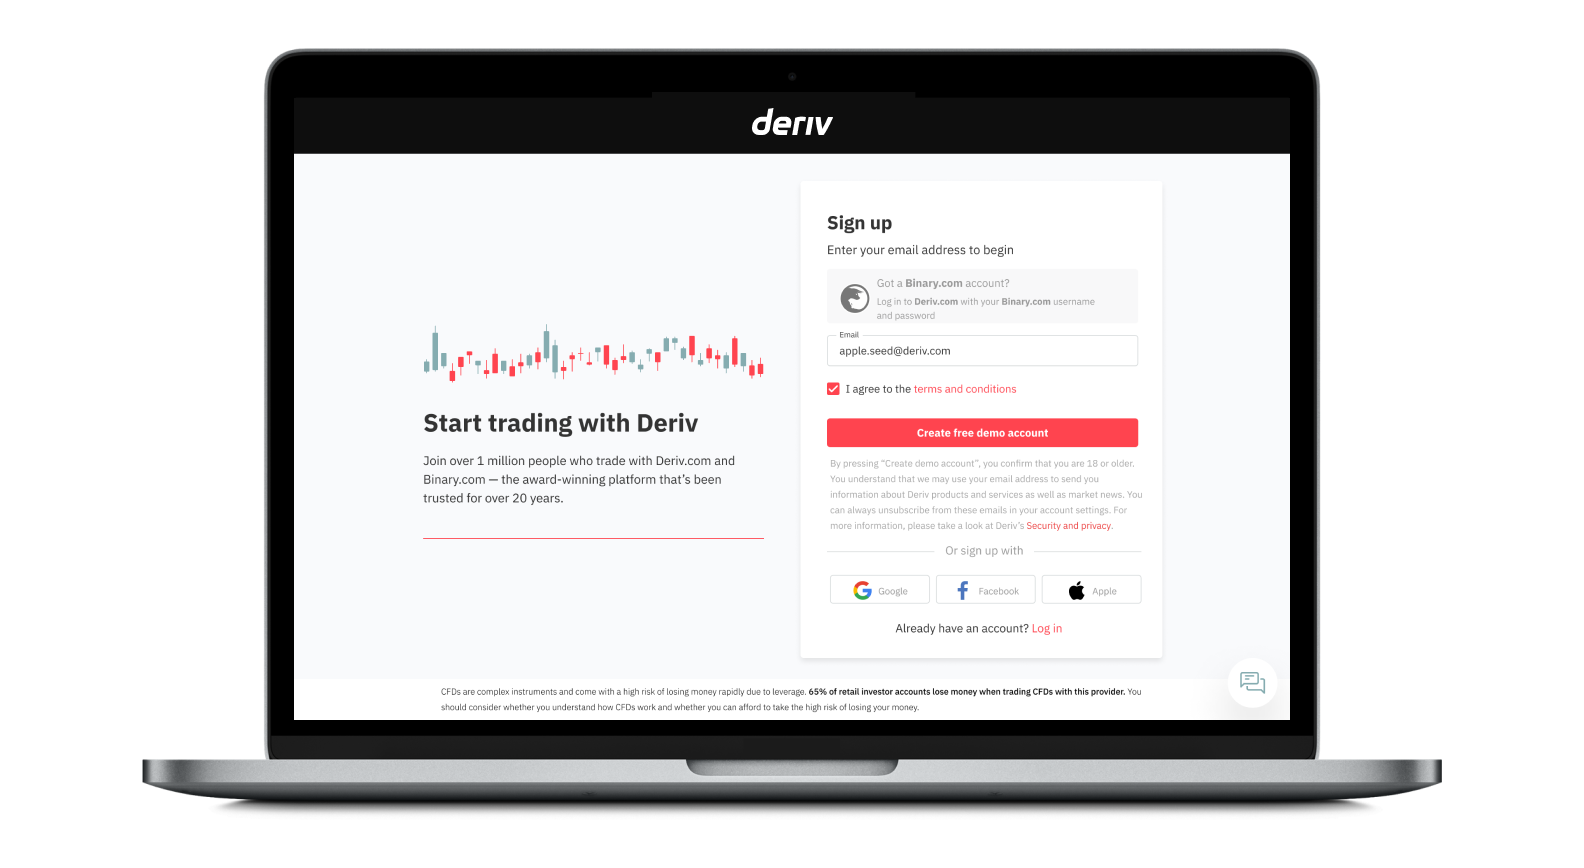 deriv
Start trading with Deriv
Join over 1 million people who trade with Deriv.com and
Binary.com — the award-winning platform that's been
trusted for over 20 years.
Sign up
Enter your email address to begin
Got a Binary.com account?
Log in to Deriv.com with your Binary.com username
and password
Email
apple.seed@deriv.com
I agree to the terms and conditions
Create free demo account
By pressing “Create demo account”, you confirm that you are 18 or older.
You understand that we may use your email address to send you
information about Deriv products and services as well as market news. You
can always unsubscribe from these emails in your account settings. For
more information, please take a look at Deriv's Security and privacy.
Or sign up with
Google
Facebook
Apple
Already have an account? Log in
CFDs are complex instruments and come with a high risk of losing money rapidly due to leverage. 65% of retail investor accounts lose money when trading CFDs with this provider. You
should consider whether you understand how CFDs work and whether you can afford to take the high risk of losing your money.